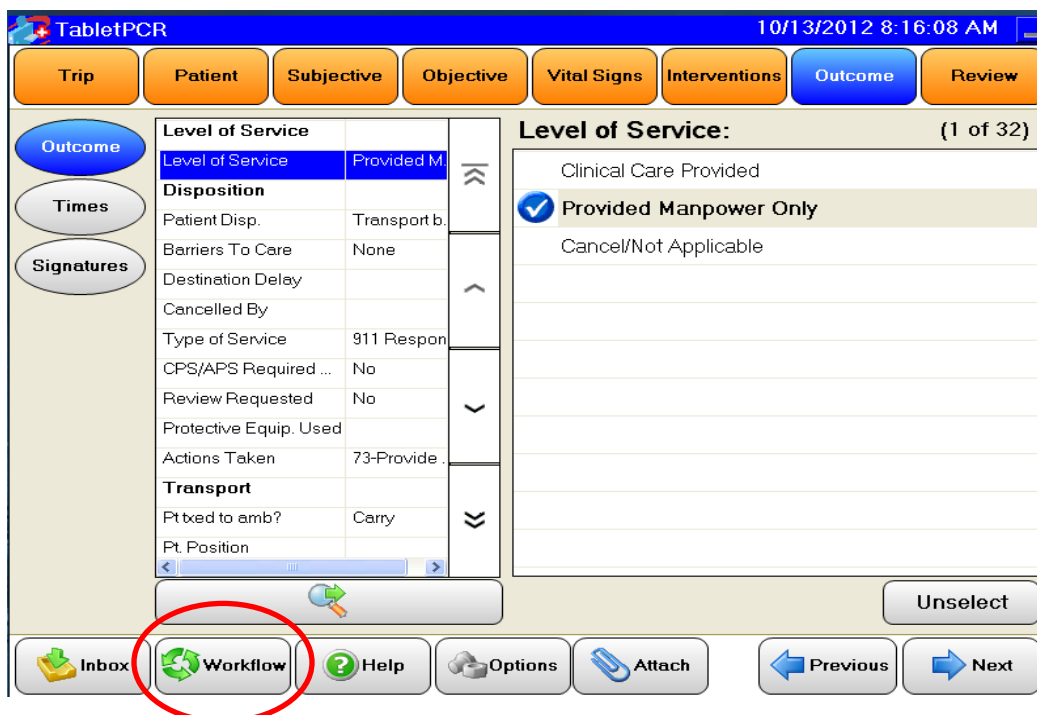 TabletPCR 10/13/2012 8:16:08 AM
Trip Patient Subjective Objective Vital Signs Interventions Outcome Review
Outcome
Times
Signatures
Level of Service
Level of Service Provided M.
Disposition
Patient Disp. Transport b.
Barriers To Care None
Destination Delay
Cancelled By
Type of Service 911 Respon
CPS/APS Required ... No
Review Requested No
Protective Equip. Used
Actions Taken 73-Provide .
Transport
Pt txed to amb? Carry
Pt. Position
Level of Service: (1 of 32)
Clinical Care Provided
Provided Manpower Only
Cancel/Not Applicable
Unselect
Inbox Workflow Help Options Attach Previous Next